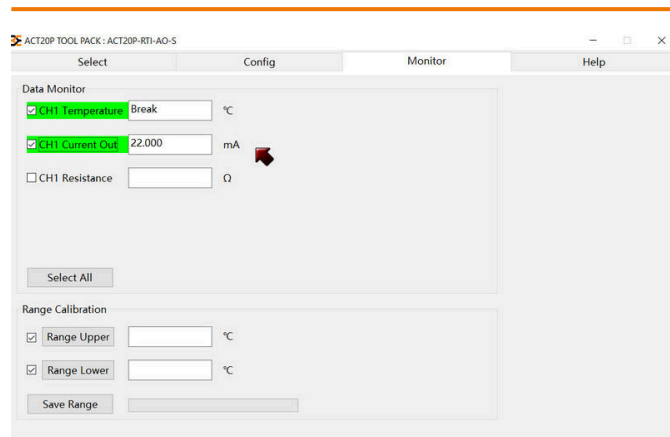 ACT20P TOOL PACK : ACT20P-RTI-AO-S
Select Config Monitor Help
Data Monitor
CH1 Temperature Break °C
CH1 Current Out 22.000 mA
CH1 Resistance Ω
Select All
Range Calibration
Range Upper °C
Range Lower °C
Save Range